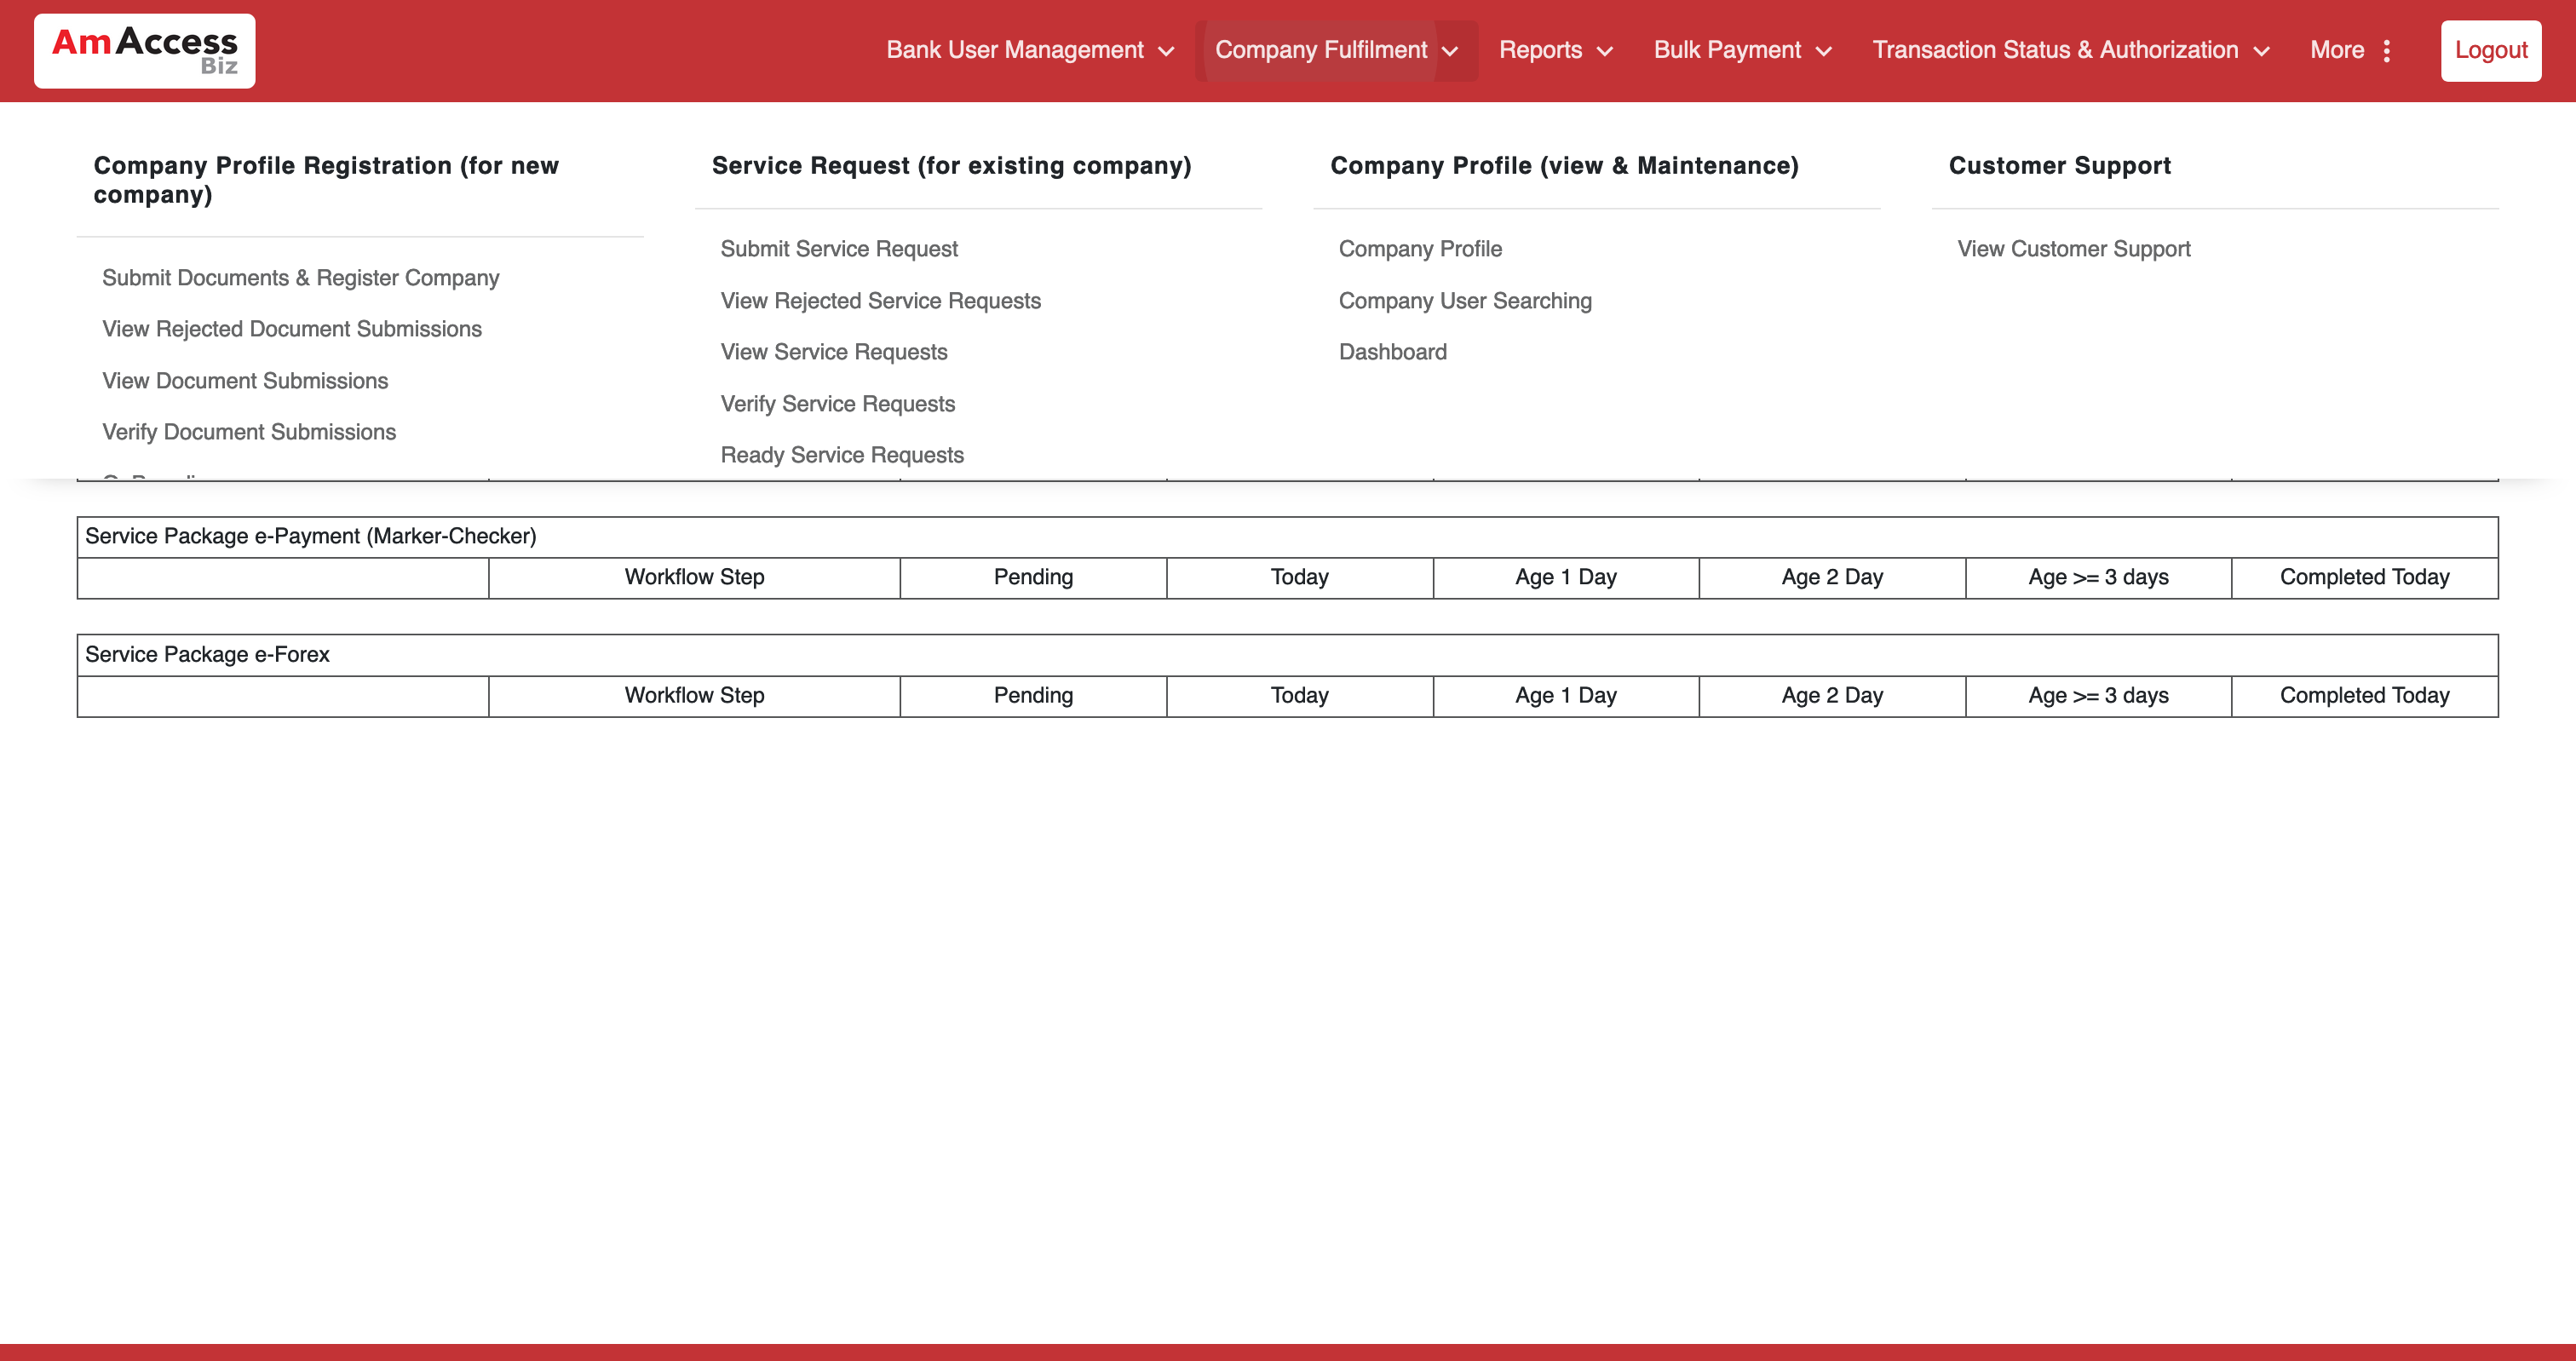 AmAccess
Biz
Bank User Management
Company Fulfilment
Reports
Bulk Payment
Transaction Status & Authorization
More
Logout
Company Profile Registration (for new
company)
Submit Documents & Register Company
View Rejected Document Submissions
View Document Submissions
Verify Document Submissions
Service Request (for existing company)
Submit Service Request
View Rejected Service Requests
View Service Requests
Verify Service Requests
Ready Service Requests
Company Profile (view & Maintenance)
Company Profile
Company User Searching
Dashboard
Customer Support
View Customer Support
Service Package e-Payment (Marker-Checker)
Workflow Step Pending Today Age 1 Day Age 2 Day Age >= 3 days Completed Today
Service Package e-Forex
Workflow Step Pending Today Age 1 Day Age 2 Day Age >= 3 days Completed Today